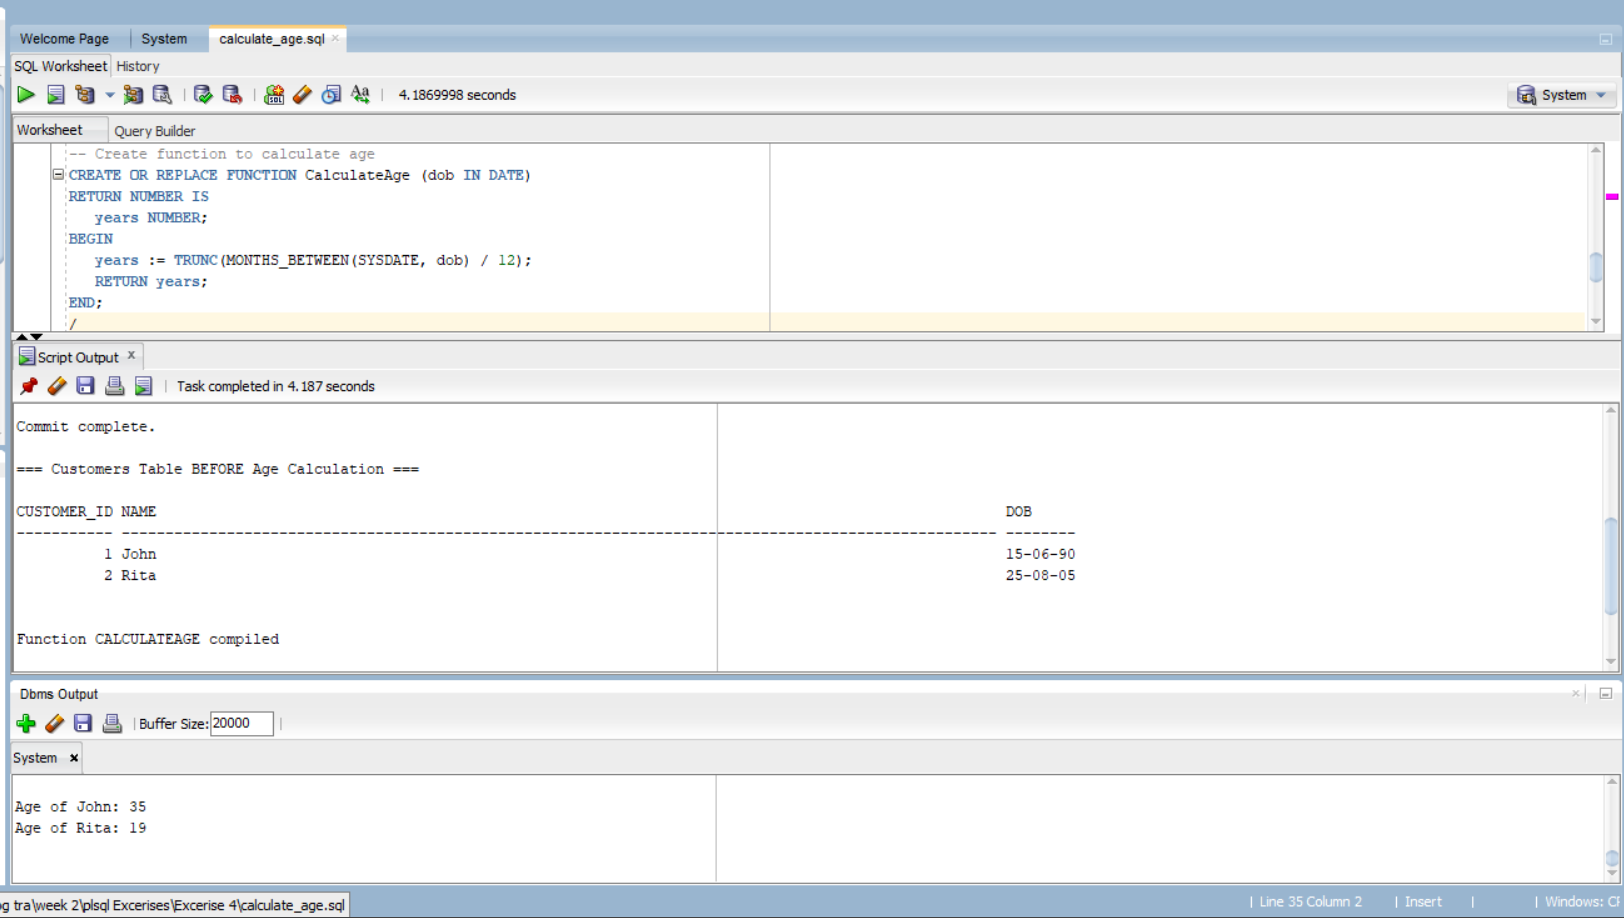 Welcome Page System calculate_age.sql
SQL Worksheet History
4.1869998 seconds System
Worksheet Query Builder
-- Create function to calculate age
CREATE OR REPLACE FUNCTION CalculateAge (dob IN DATE)
RETURN NUMBER IS
years NUMBER;
BEGIN
years := TRUNC(MONTHS_BETWEEN(SYSDATE, dob) / 12);
RETURN years;
END;
/
Script Output x
Task completed in 4.187 seconds
Commit complete.
=== Customers Table BEFORE Age Calculation ===
CUSTOMER_ID NAME DOB
----------- ---------------------------------------------------------------------------------------------------- --------
1 John 15-06-90
2 Rita 25-08-05
Function CALCULATEAGE compiled
Dbms Output
Buffer Size: 20000
System
Age of John: 35
Age of Rita: 19
tra\week 2\plsql Excerises\Excerise 4\calculate_age.sql
| Line 35 Column 2 | Insert | | Windows: